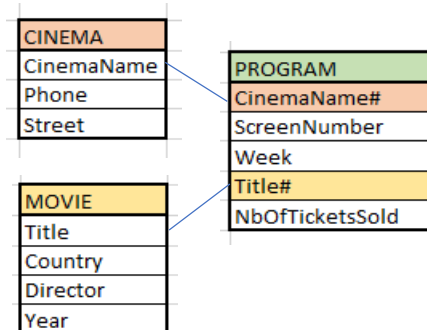 CINEMA
CinemaName
Phone
Street
PROGRAM
CinemaName#
ScreenNumber
Week
Title#
NbOfTicketsSold
MOVIE
Title
Country
Director
Year